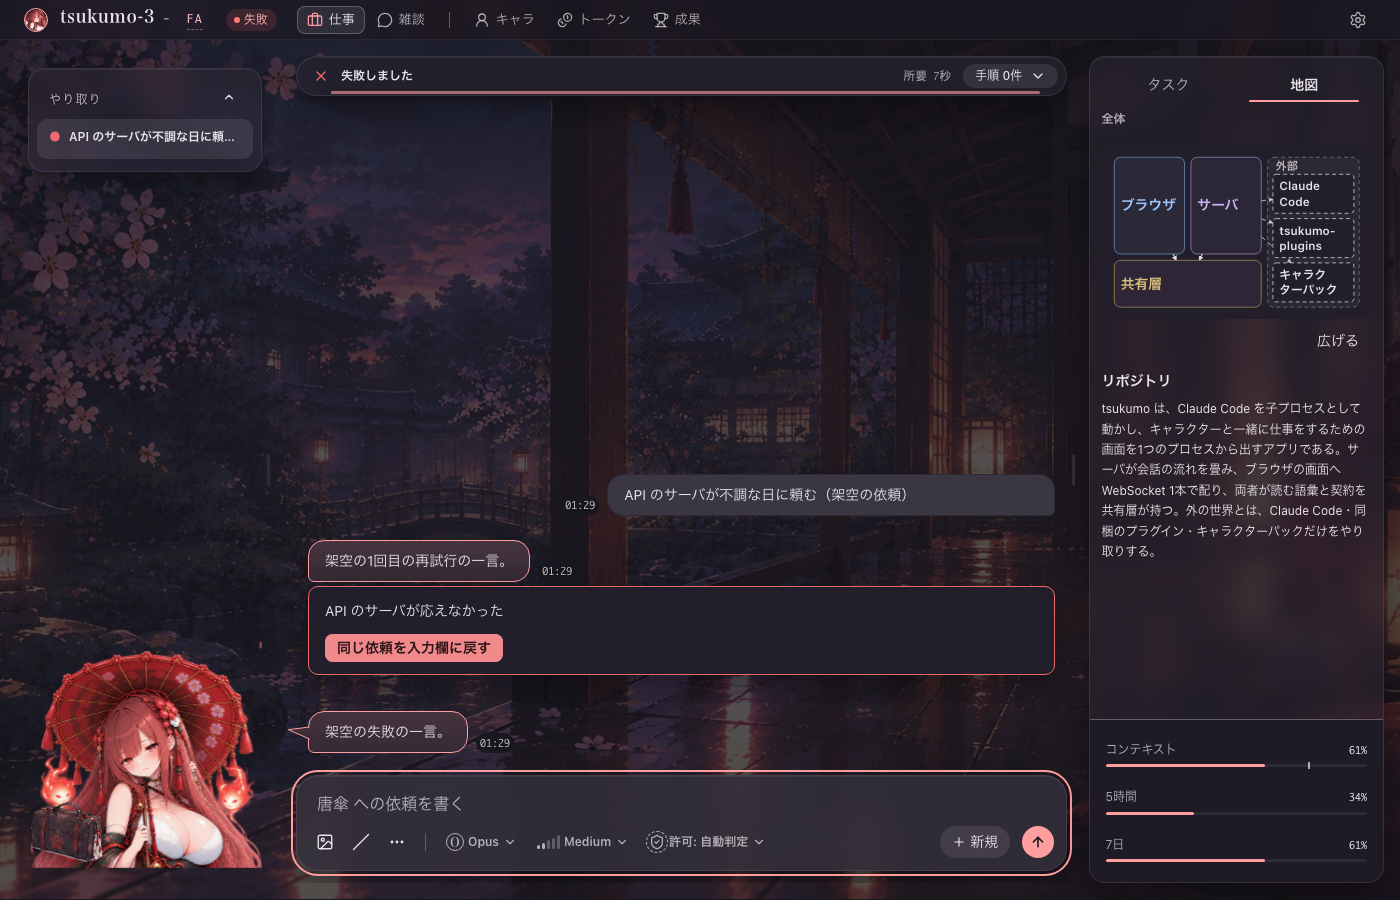 tsukumo-3 -
FA
失敗
仕事
雑談
キャラ
トークン
成果
やり取り
API のサーバが不調な日に頼...
失敗しました
所要 7秒
手順 0件
タスク
地図
全体
ブラウザ
サーバ
共有層
外部
Claude
Code
tsukumo-
plugins
キャラク
ターパック
広げる
リポジトリ
tsukumo は、Claude Code を子プロセスとして
動かし、キャラクターと一緒に仕事をするための
画面を1つのプロセスから出すアプリである。サ
ーバが会話の流れを畳み、ブラウザの画面へ
WebSocket 1本で配り、両者が読む語彙と契約を
共有層が持つ。外の世界とは、Claude Code・同
梱のプラグイン・キャラクターパックだけをやり
取りする。
01:29
API のサーバが不調な日に頼む（架空の依頼）
架空の1回目の再試行の一言。
01:29
API のサーバが応えなかった
同じ依頼を入力欄に戻す
架空の失敗の一言。
01:29
唐傘 への依頼を書く
Opus
Medium
許可: 自動判定
+ 新規
コンテキスト
61%
5時間
34%
7日
61%